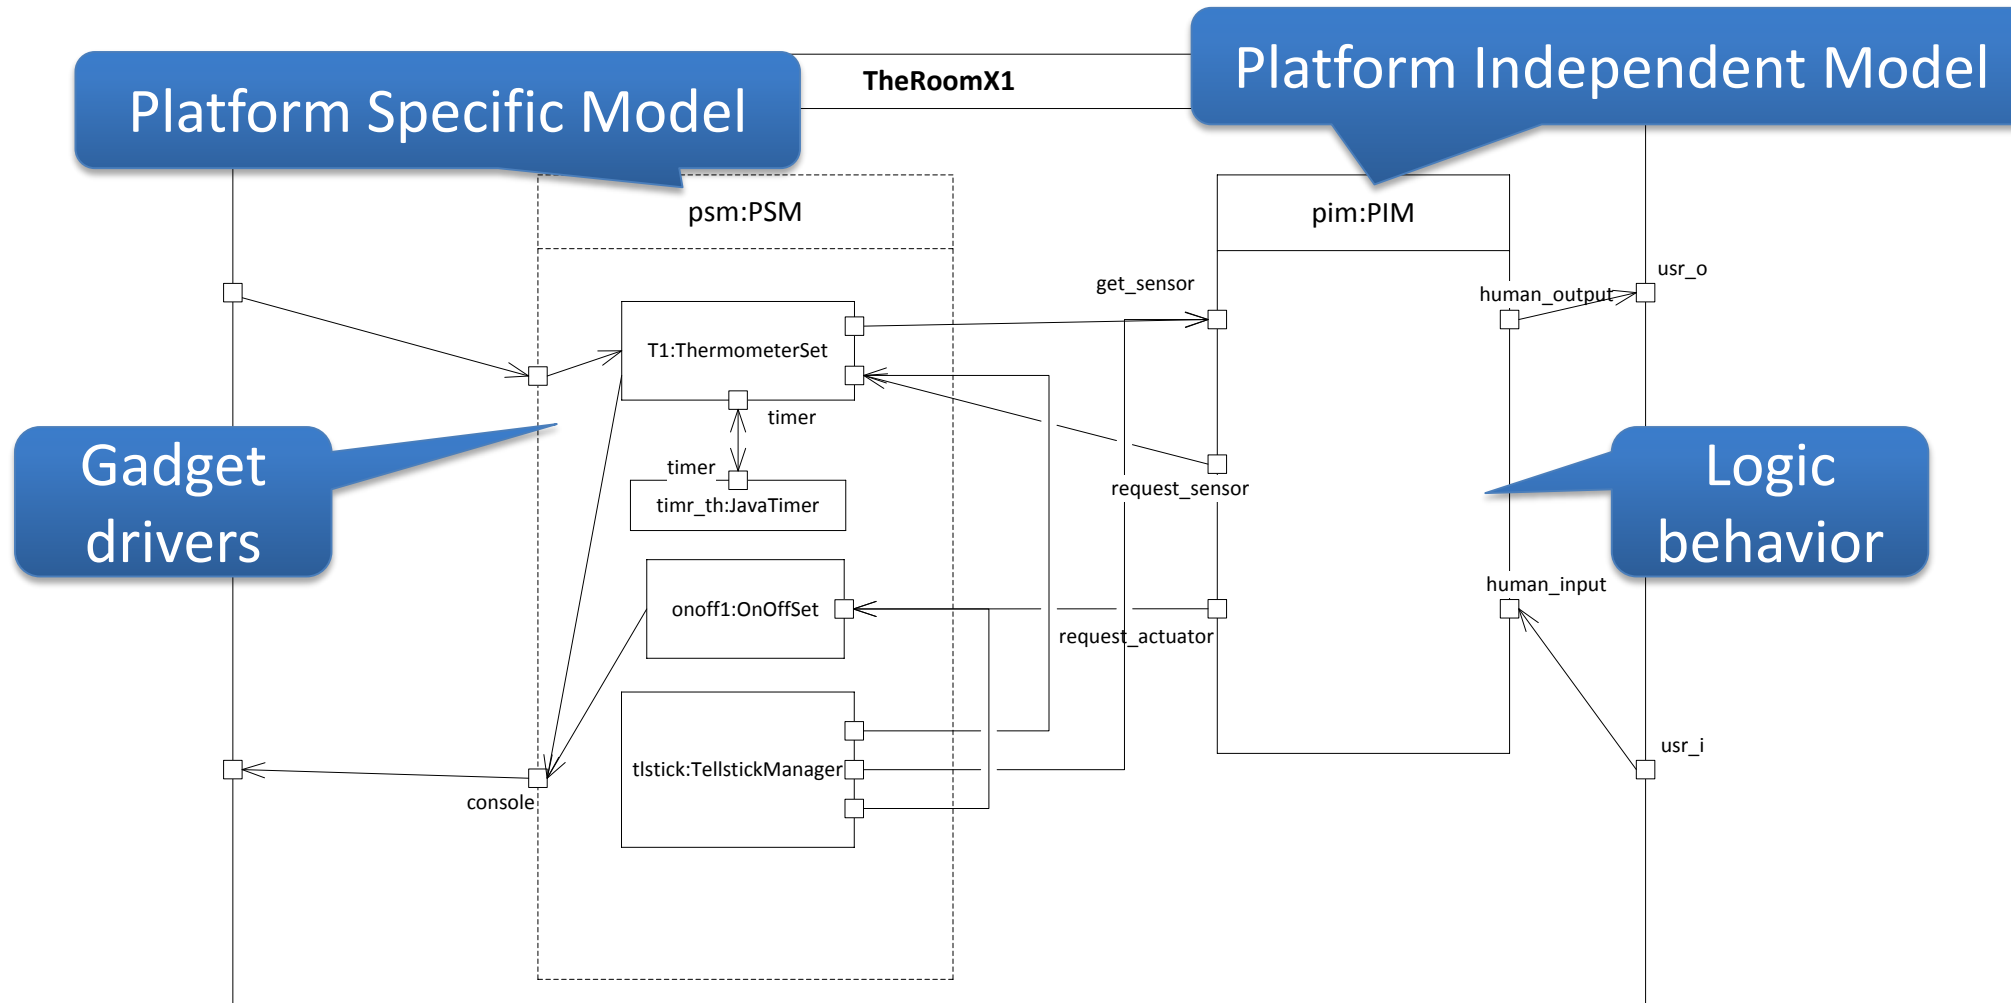 Platform Specific Model
TheRoomX1
Platform Independent Model
psm:PSM
pim:PIM
get_sensor
human_output
usr_o
T1:ThermometerSet
timer
timer
timr_th:JavaTimer
Gadget
drivers
request_sensor
Logic
behavior
onoff1:OnOffSet
request_actuator
human_input
tlstick:TellstickManager
console
usr_i